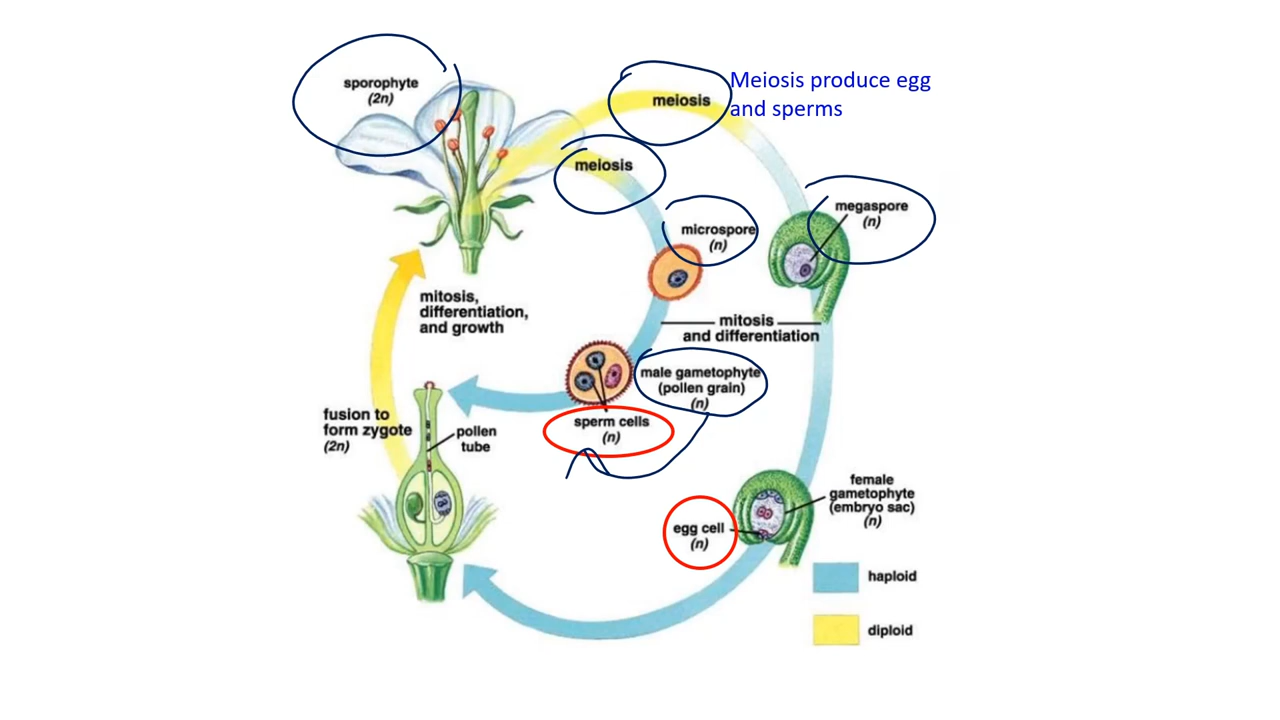 sporophyte
(2n)
meiosis
Meiosis produce egg
and sperms
meiosis
megaspore
(n)
microspore
(n)
mitosis,
differentiation,
and growth
mitosis
and differentiation
male gametophyte
(pollen grain)
(n)
sperm cells
(n)
fusion to
form zygote
(2n)
pollen
tube
female
gametophyte
(embryo sac)
(n)
egg cell
(n)
haploid
diploid